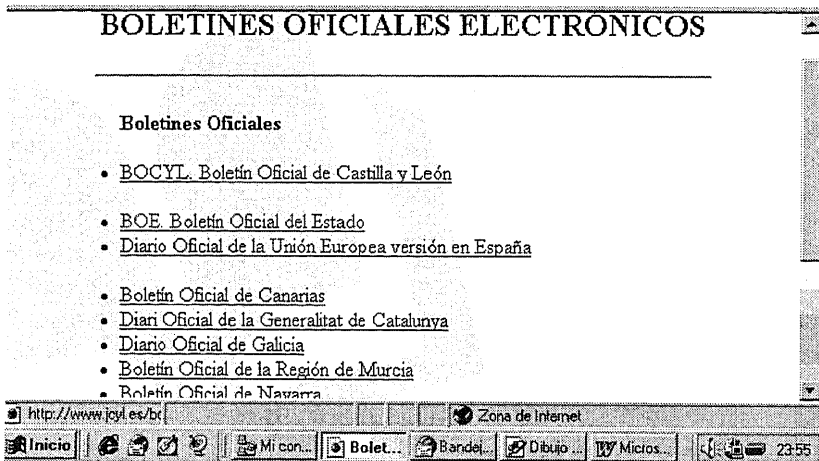 BOLETINES OFICIALES ELECTRONICOS
Boletines Oficiales
• BOCYL. Boletín Oficial de Castilla y León
• BOE. Boletín Oficial del Estado
• Diario Oficial de la Unión Europea versión en España
• Boletín Oficial de Canarias
• Diari Oficial de la Generalitat de Catalunya
• Diario Oficial de Galicia
• Boletín Oficial de la Región de Murcia
• Boletín Oficial de Navarra
http://www.jcyl.es/bo Zona de Internet
Inicio Mi con... Bolet... Bandej... Dibujo ... Micros... 23:55